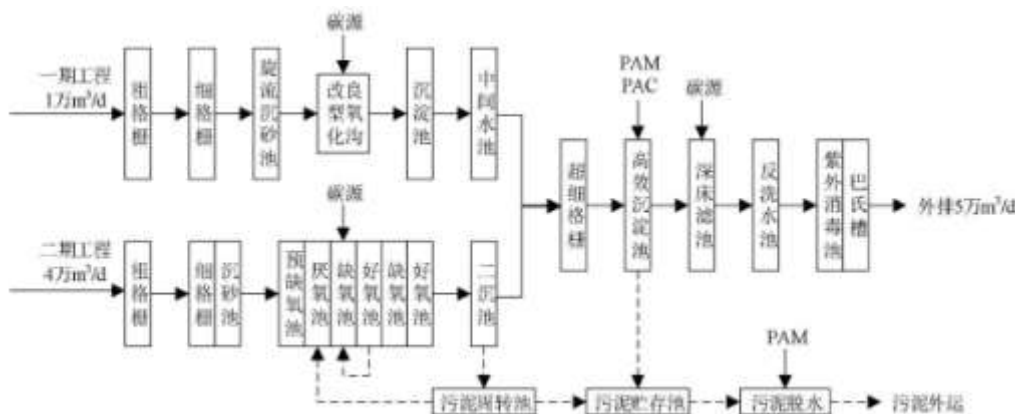 碳源
一期工程
1万m³/d
粗格栅
细格栅
旋流沉砂池
改良型氧化沟
沉淀池
中间水池
PAM
PAC
碳源
超细格栅
高效沉淀池
深床滤池
反洗水池
紫外消毒池
巴氏槽
外排5万m³/d
碳源
二期工程
4万m³/d
粗格栅
细格栅
沉砂池
预缺氧池
厌氧池
缺氧池
好氧池
缺氧池
好氧池
二沉池
PAM
污泥周转池
污泥贮存池
污泥脱水
污泥外运